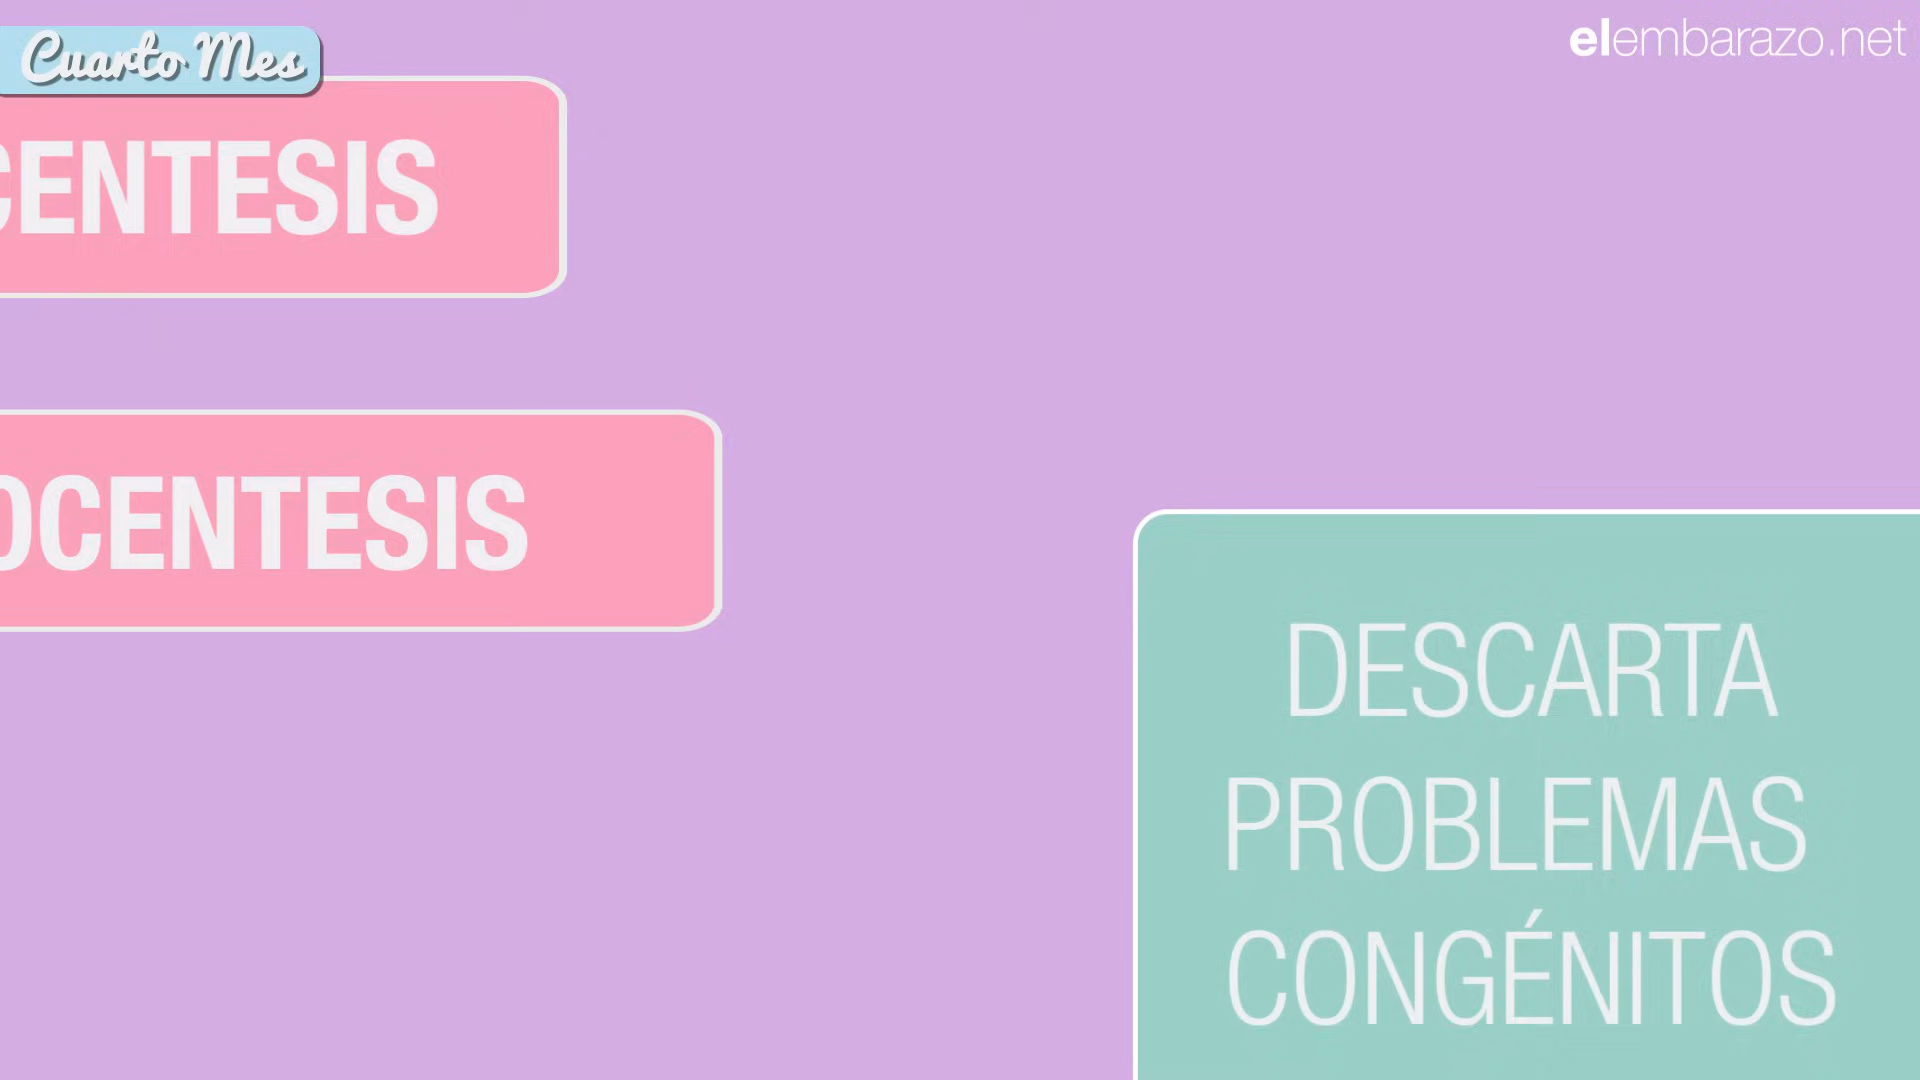 Cuarto Mes
elembarazo.net
CENTESIS
OCENTESIS
DESCARTA
PROBLEMAS
CONGÉNITOS